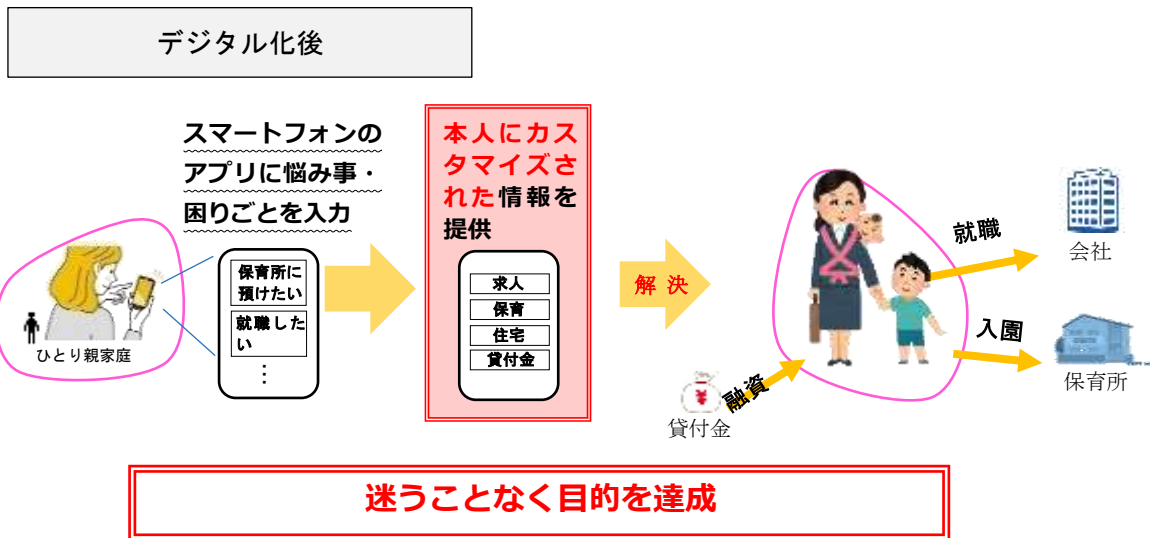 デジタル化後
スマートフォンの
アプリに悩み事・
困りごとを入力
ひとり親家庭
保育所に
預けたい
就職した
い
⋮
本人にカス
タマイズさ
れた情報を
提供
求人
保育
住宅
貸付金
解決
就職
会社
入園
保育所
融資
¥
貸付金
迷うことなく目的を達成